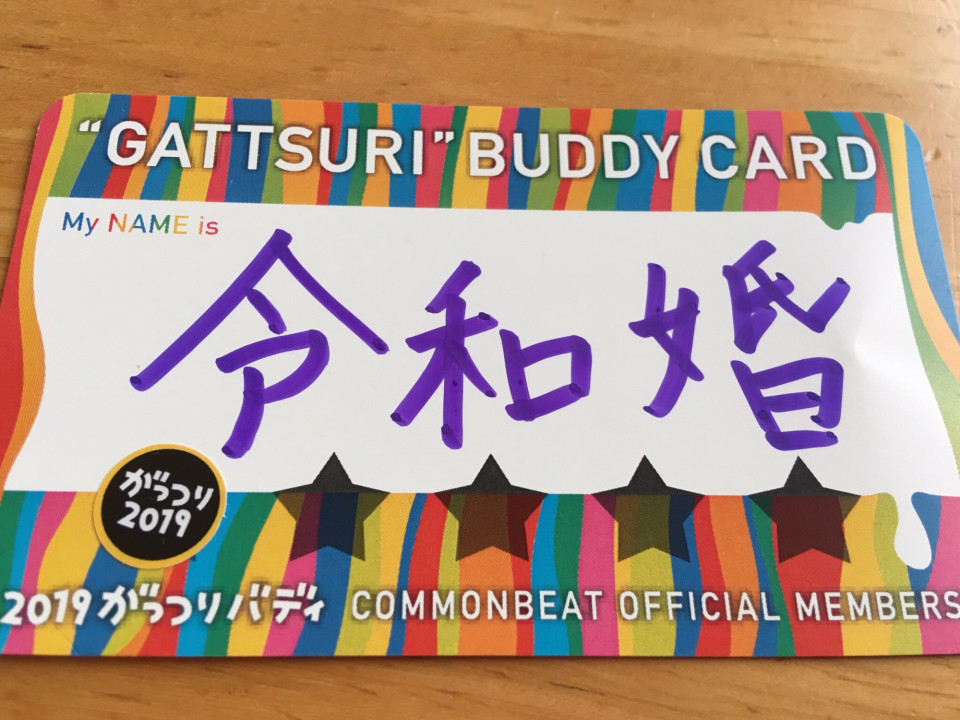 “GATTSURI” BUDDY CARD
My NAME is
令和婚
がっつり
2019
2019 がっつりバディ COMMONBEAT OFFICIAL MEMBERS